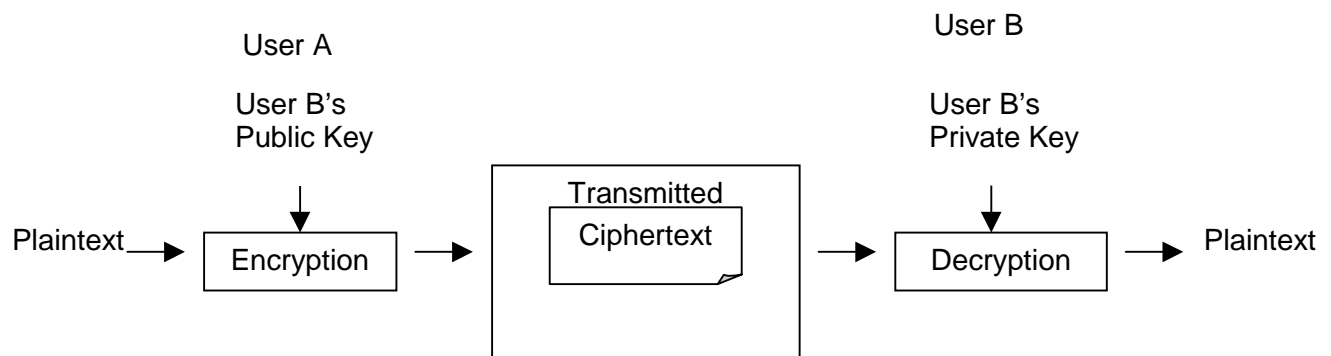 User A
User B
User B’s
Public Key
User B’s
Private Key
Transmitted
Plaintext
Encryption
Ciphertext
Decryption
Plaintext